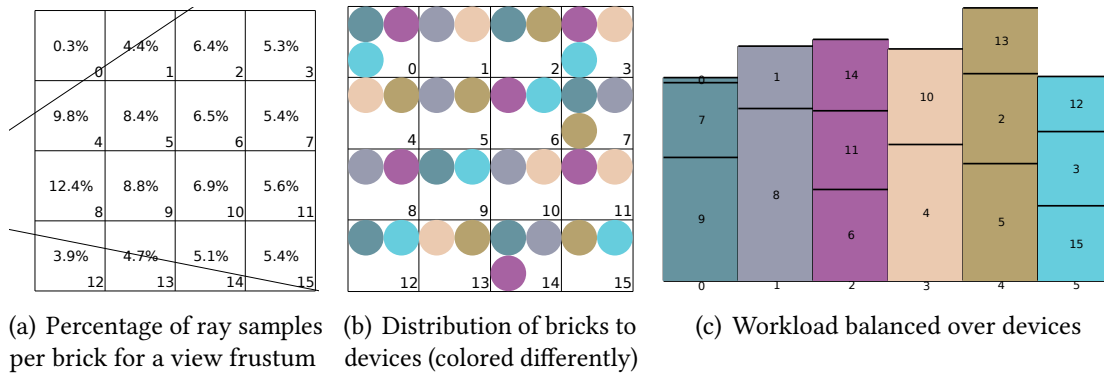 0.3% 4.4% 6.4% 5.3%
0 1 2 3
9.8% 8.4% 6.5% 5.4%
4 5 6 7
12.4% 8.8% 6.9% 5.6%
8 9 10 11
3.9% 4.7% 5.1% 5.4%
12 13 14 15
(a) Percentage of ray samples
per brick for a view frustum
0 1 2 3
4 5 6 7
8 9 10 11
12 13 14 15
(b) Distribution of bricks to
devices (colored differently)
13
14
1
0
10
12
7
2
11
3
4
8
5
9
6
15
0 1 2 3 4 5
(c) Workload balanced over devices